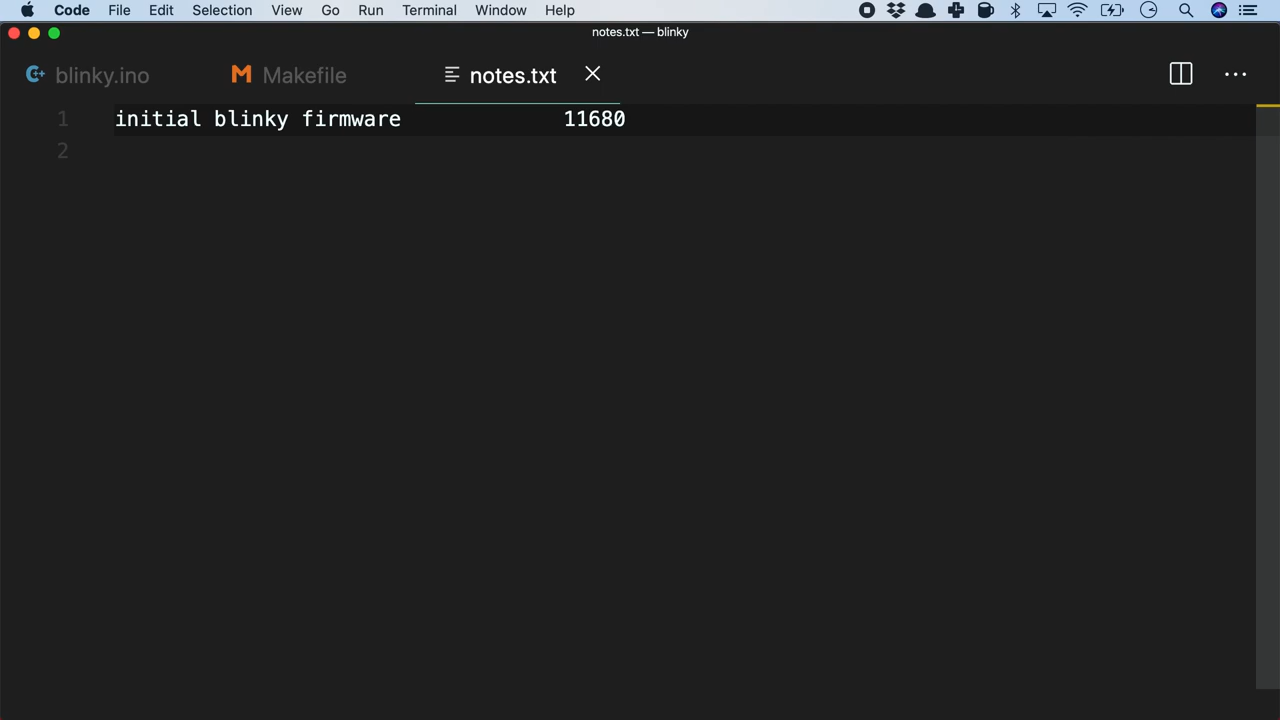 Code File Edit Selection View Go Run Terminal Window Help
notes.txt — blinky
blinky.ino Makefile notes.txt
1 initial blinky firmware 11680
2